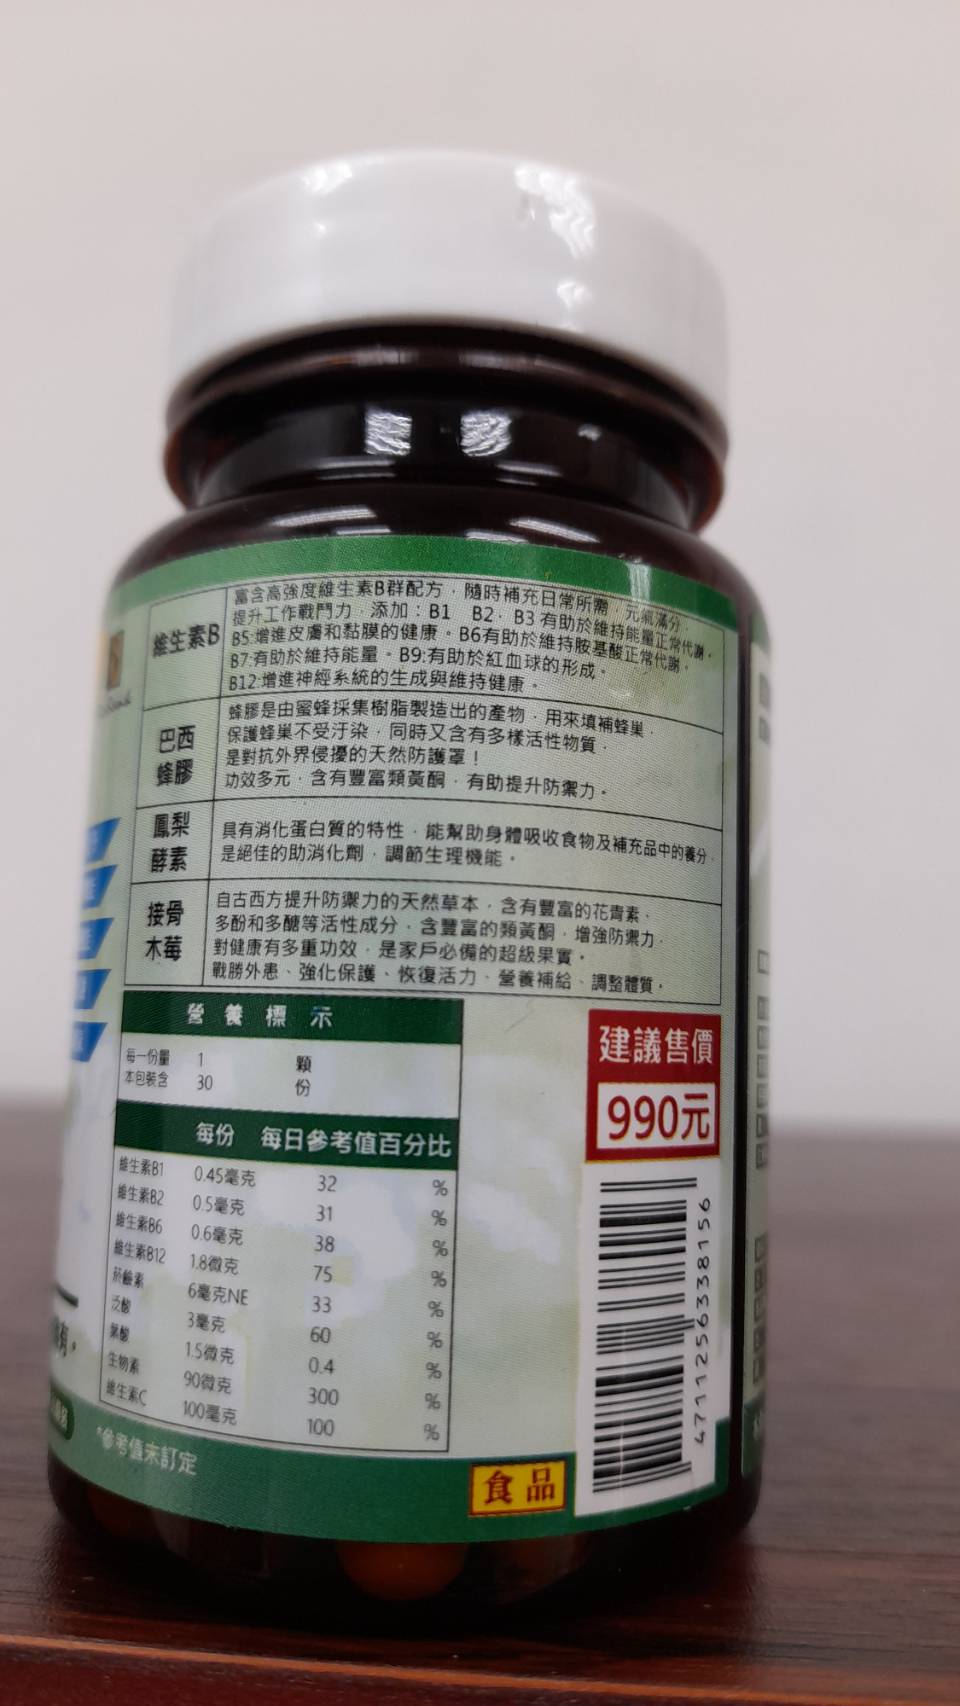 維生素B
富含高強度維生素B群配方，隨時補充日常所需，元氣滿分，
提升工作戰鬥力，添加：B1 B2，B3 有助於維持能量正常代謝。
B5:增進皮膚和黏膜的健康。B6有助於維持胺基酸正常代謝。
B7:有助於維持能量。B9:有助於紅血球的形成。
B12:增進神經系統的生成與維持健康。
巴西
蜂膠
蜂膠是由蜜蜂採集樹脂製造出的產物，用來填補蜂巢，
保護蜂巢不受汙染，同時又含有多樣活性物質，
是對抗外界侵擾的天然防護罩！
功效多元，含有豐富類黃酮，有助提升防禦力。
鳳梨
酵素
具有消化蛋白質的特性，能幫助身體吸收食物及補充品中的養分，
是絕佳的助消化劑，調節生理機能。
接骨
木莓
自古西方提升防禦力的天然草本，含有豐富的花青素、
多酚和多醣等活性成分，含豐富的類黃酮，增強防禦力，
對健康有多重功效，是家戶必備的超級果實。
戰勝外患、強化保護、恢復活力、營養補給、調整體質。
營養標示
每一份量 1 顆
本包裝含 30 份
每份 每日參考值百分比
維生素B1 0.45毫克 32 %
維生素B2 0.5毫克 31 %
維生素B6 0.6毫克 38 %
維生素B12 1.8微克 75 %
菸鹼素 6毫克NE 33 %
泛酸 3毫克 60 %
葉酸 1.5微克 0.4 %
生物素 90微克 300 %
維生素C 100毫克 100 %
*參考值未訂定
建議售價
990元
4711256338156
食品